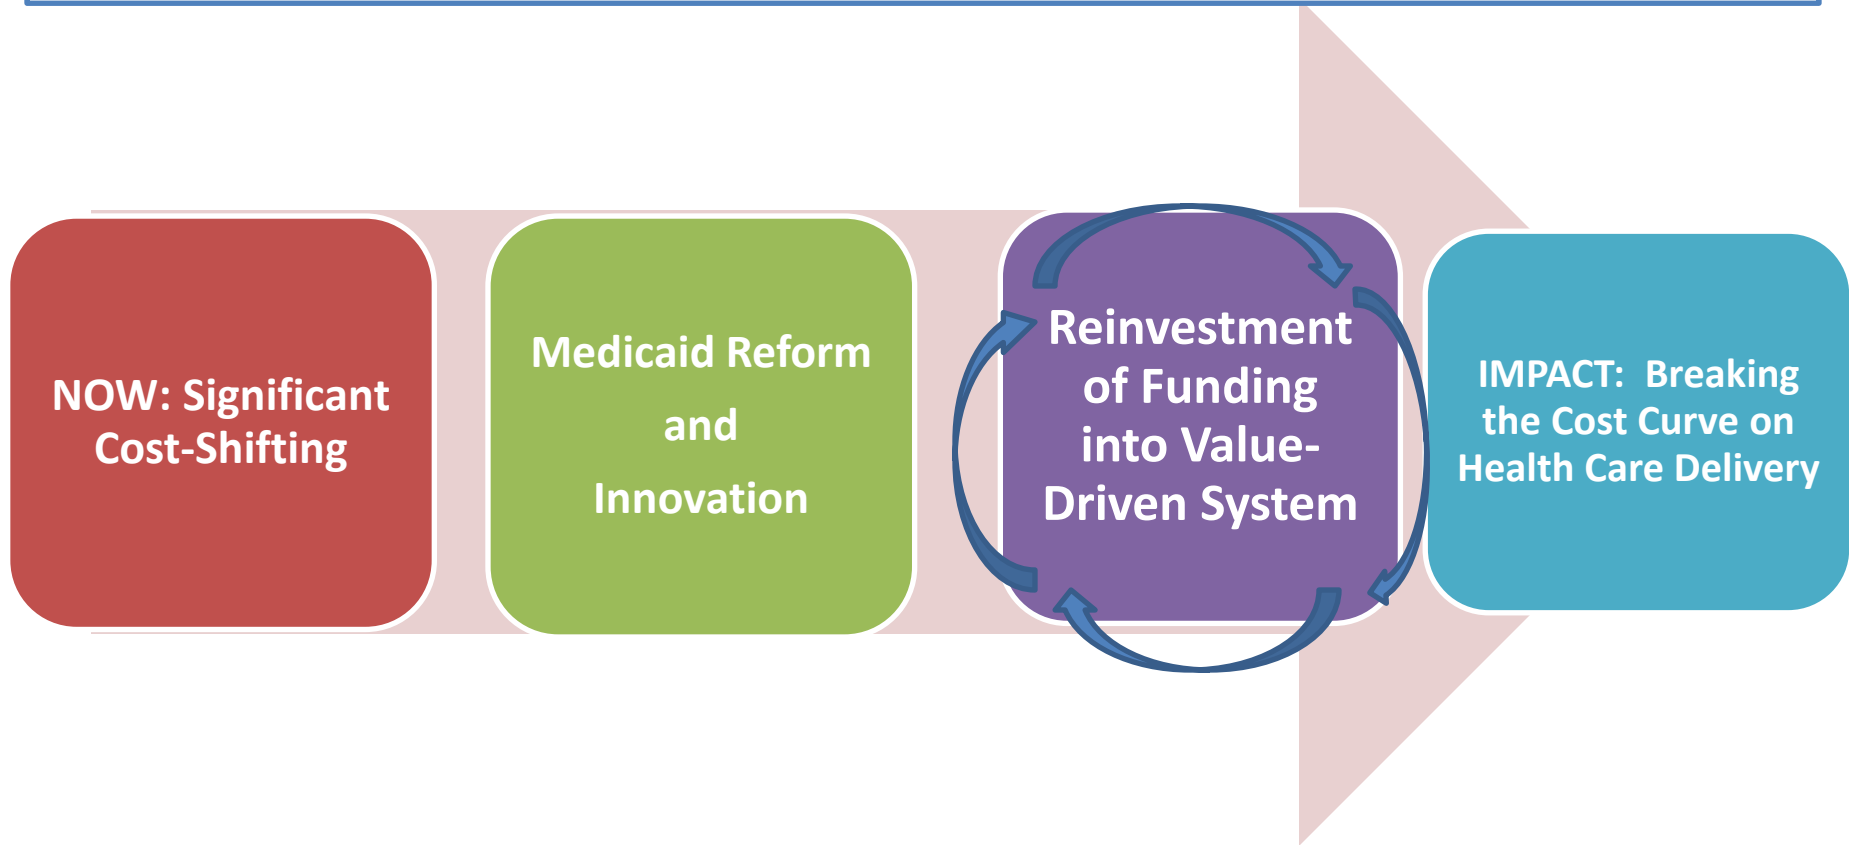 NOW: Significant
Cost-Shifting
Medicaid Reform
and
Innovation
Reinvestment
of Funding
into Value-
Driven System
IMPACT:  Breaking
the Cost Curve on
Health Care Delivery